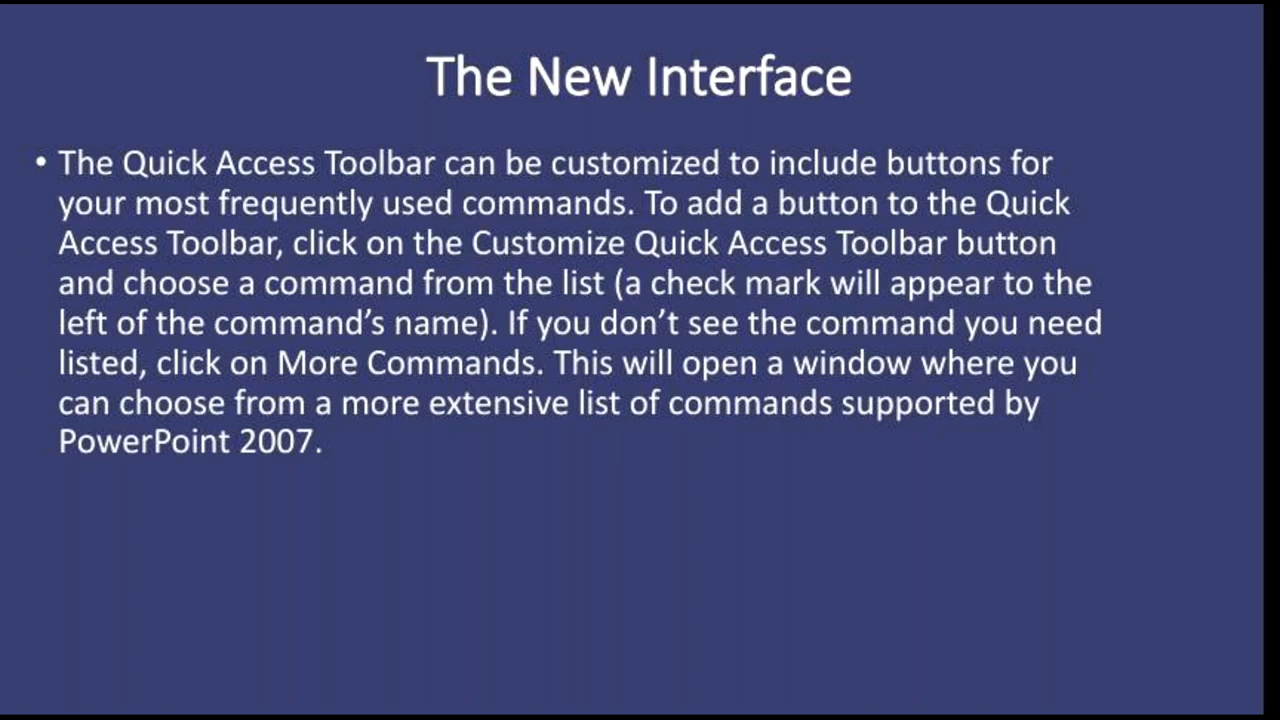 The New Interface
• The Quick Access Toolbar can be customized to include buttons for
your most frequently used commands. To add a button to the Quick
Access Toolbar, click on the Customize Quick Access Toolbar button
and choose a command from the list (a check mark will appear to the
left of the command’s name). If you don’t see the command you need
listed, click on More Commands. This will open a window where you
can choose from a more extensive list of commands supported by
PowerPoint 2007.